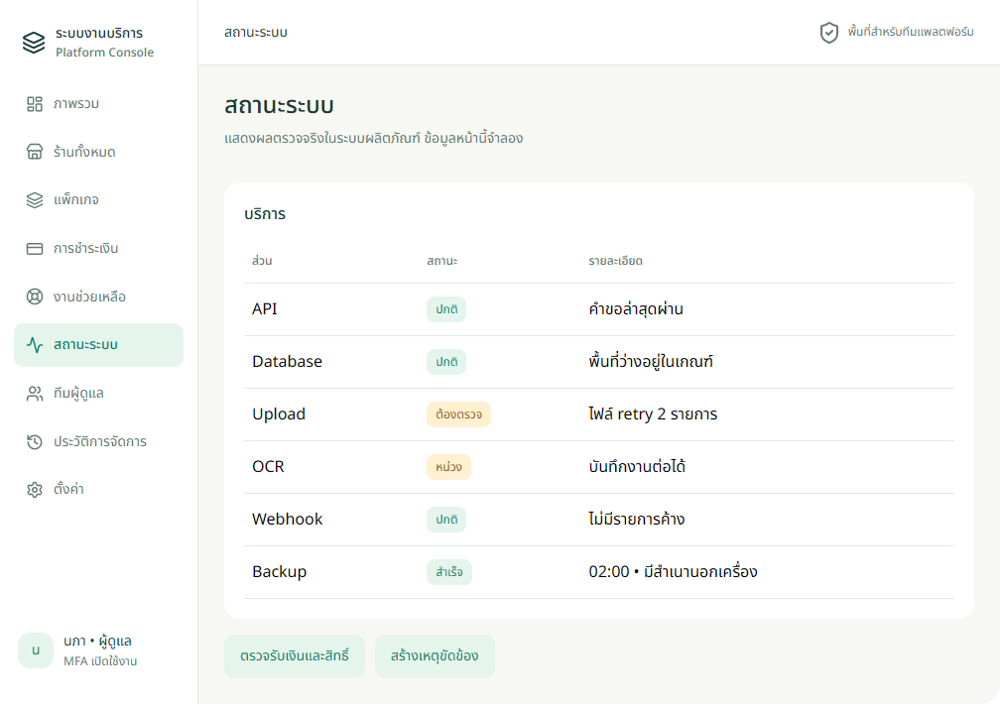 ระบบงานบริการ
Platform Console
ภาพรวม
ร้านทั้งหมด
แพ็กเกจ
การชำระเงิน
งานช่วยเหลือ
สถานะระบบ
ทีมผู้ดูแล
ประวัติการจัดการ
ตั้งค่า
น
นภา • ผู้ดูแล
MFA เปิดใช้งาน
สถานะระบบ
พื้นที่สำหรับทีมแพลตฟอร์ม
สถานะระบบ
แสดงผลตรวจจริงในระบบผลิตภัณฑ์ ข้อมูลหน้านี้จำลอง
บริการ
ส่วน สถานะ รายละเอียด
API ปกติ คำขอล่าสุดผ่าน
Database ปกติ พื้นที่ว่างอยู่ในเกณฑ์
Upload ต้องตรวจ ไฟล์ retry 2 รายการ
OCR หน่วง บันทึกงานต่อได้
Webhook ปกติ ไม่มีรายการค้าง
Backup สำเร็จ 02:00 • มีสำเนานอกเครื่อง
ตรวจรับเงินและสิทธิ์ สร้างเหตุขัดข้อง